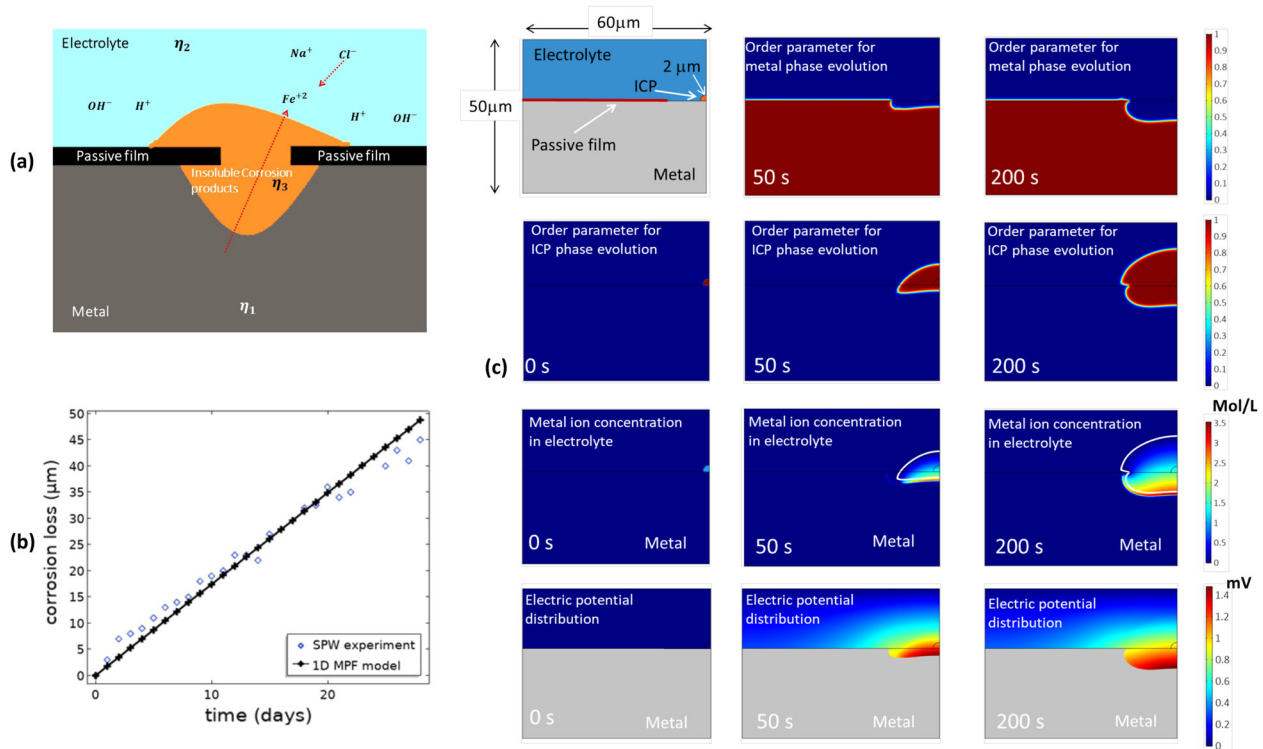 (a)
Electrolyte
η₂
Na⁺
Cl⁻
OH⁻
H⁺
Fe⁺²
H⁺
OH⁻
Passive film
Passive film
Insoluble Corrosion
products
η₃
Metal
η₁
(b)
corrosion loss (µm)
50
45
40
35
30
25
20
15
10
5
0
0
10
20
time (days)
SPW experiment
1D MPF model
(c)
60µm
50µm
Electrolyte
2 µm
ICP
Passive film
Metal
Order parameter for
metal phase evolution
50 s
Order parameter for
metal phase evolution
200 s
1
0.9
0.8
0.7
0.6
0.5
0.4
0.3
0.2
0.1
0
Order parameter for
ICP phase evolution
0 s
Order parameter for
ICP phase evolution
50 s
Order parameter for
ICP phase evolution
200 s
1
0.9
0.8
0.7
0.6
0.5
0.4
0.3
0.2
0.1
0
Metal ion concentration
in electrolyte
0 s
Metal
Metal ion concentration
in electrolyte
50 s
Metal
Metal ion concentration
in electrolyte
200 s
Metal
Mol/L
3.5
3
2.5
2
1.5
1
0.5
0
Electric potential
distribution
0 s
Metal
Electric potential
distribution
50 s
Metal
Electric potential
distribution
200 s
Metal
mV
1.4
1.2
1
0.8
0.6
0.4
0.2
0